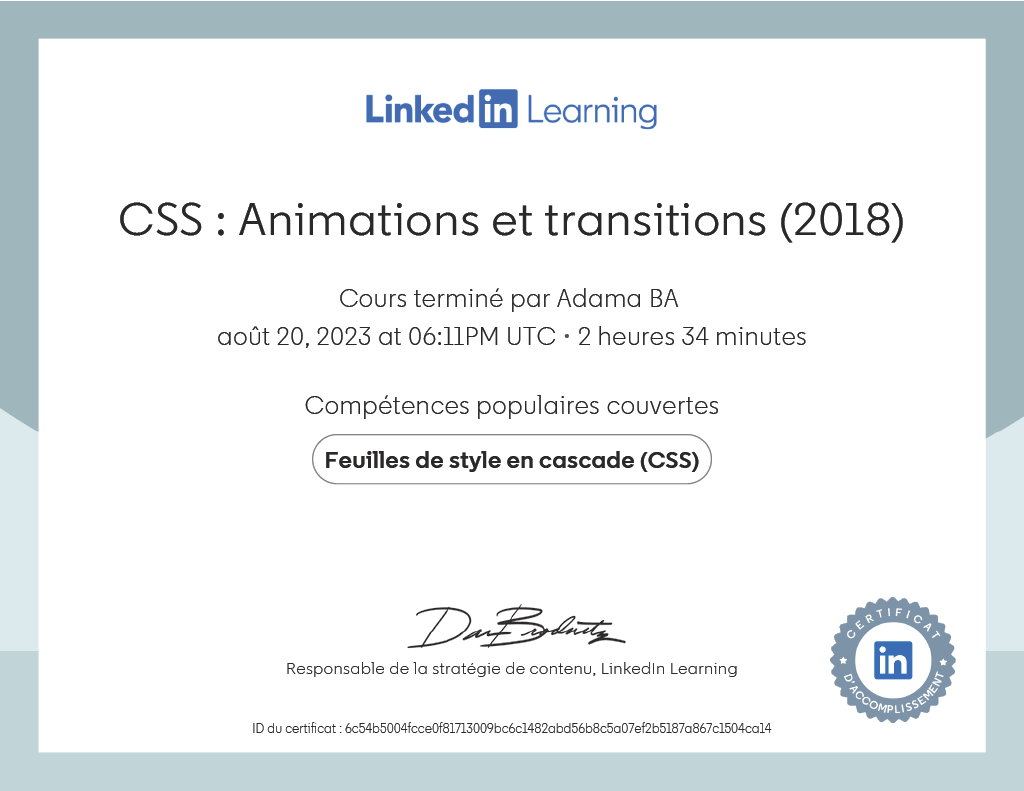 LinkedIn Learning
CSS : Animations et transitions (2018)
Cours terminé par Adama BA
août 20, 2023 at 06:11PM UTC • 2 heures 34 minutes
Compétences populaires couvertes
Feuilles de style en cascade (CSS)
Dan Brodnitz
Responsable de la stratégie de contenu, LinkedIn Learning
CERTIFICAT
in
D'ACCOMPLISSEMENT
ID du certificat : 6c54b5004fcce0f81713009bc6c1482abd56b8c5a07ef2b5187a867c1504ca14